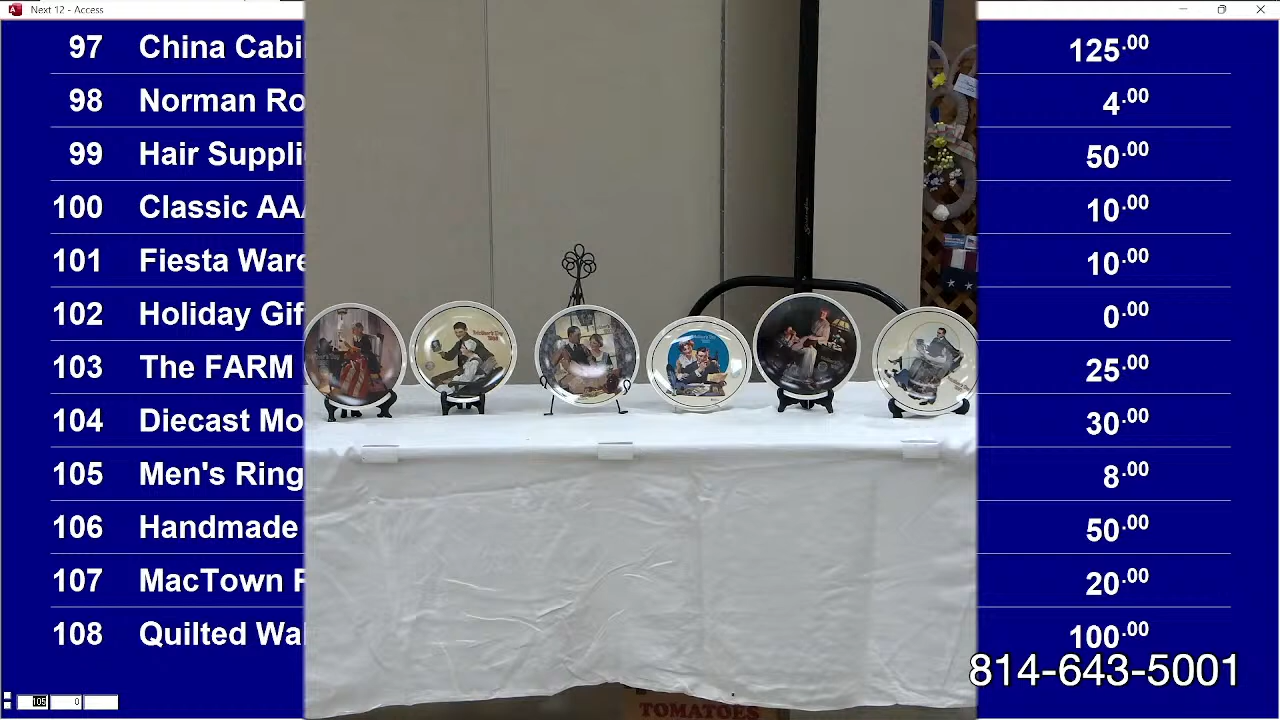 Next 12 - Access
97 China Cabi 125.00
98 Norman Ro 4.00
99 Hair Suppli 50.00
100 Classic AA 10.00
101 Fiesta Ware 10.00
102 Holiday Gif 0.00
103 The FARM 25.00
104 Diecast Mo 30.00
105 Men's Ring 8.00
106 Handmade 50.00
107 MacTown 20.00
108 Quilted Wa 100.00
814-643-5001
105 0
TOMATOES